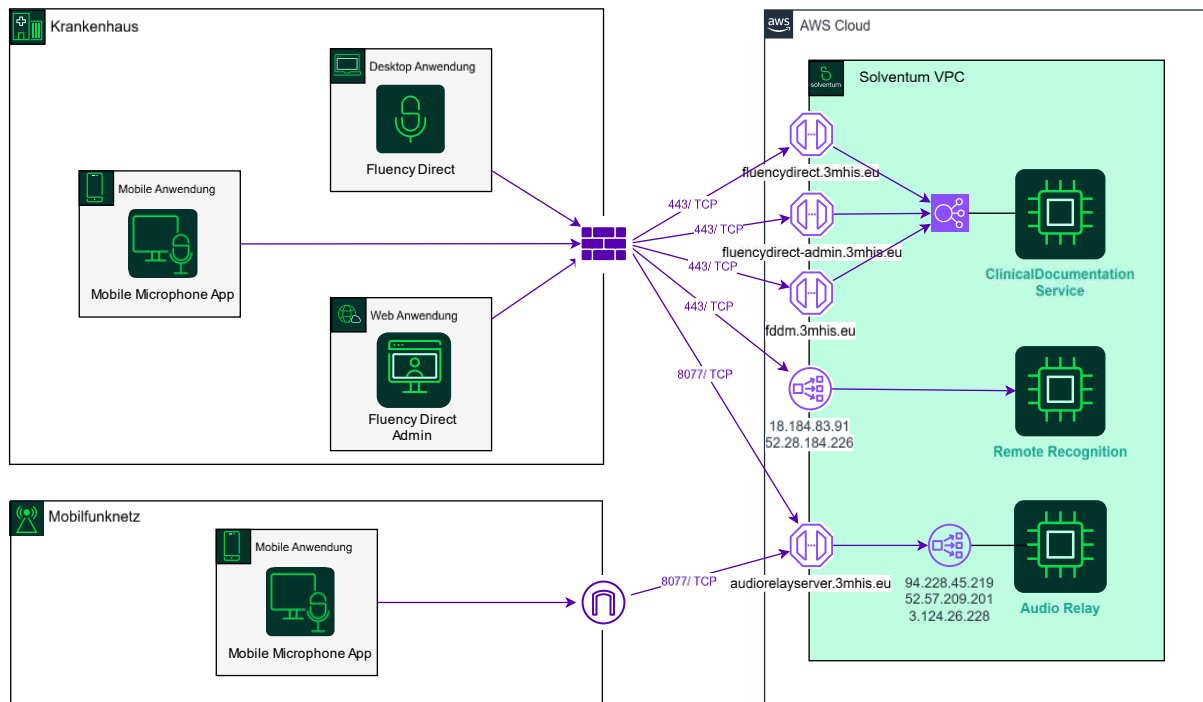 Krankenhaus
Desktop Anwendung
Fluency Direct
Mobile Anwendung
Mobile Microphone App
Web Anwendung
Fluency Direct
Admin
Mobilfunknetz
Mobile Anwendung
Mobile Microphone App
443/ TCP
443/ TCP
443/ TCP
443/ TCP
8077/ TCP
8077/ TCP
aws
AWS Cloud
solventum
Solventum VPC
fluencydirect.3mhis.eu
fluencydirect-admin.3mhis.eu
fddm.3mhis.eu
ClinicalDocumentation
Service
18.184.83.91
52.28.184.226
Remote Recognition
audiorelayserver.3mhis.eu
94.228.45.219
52.57.209.201
3.124.26.228
Audio Relay